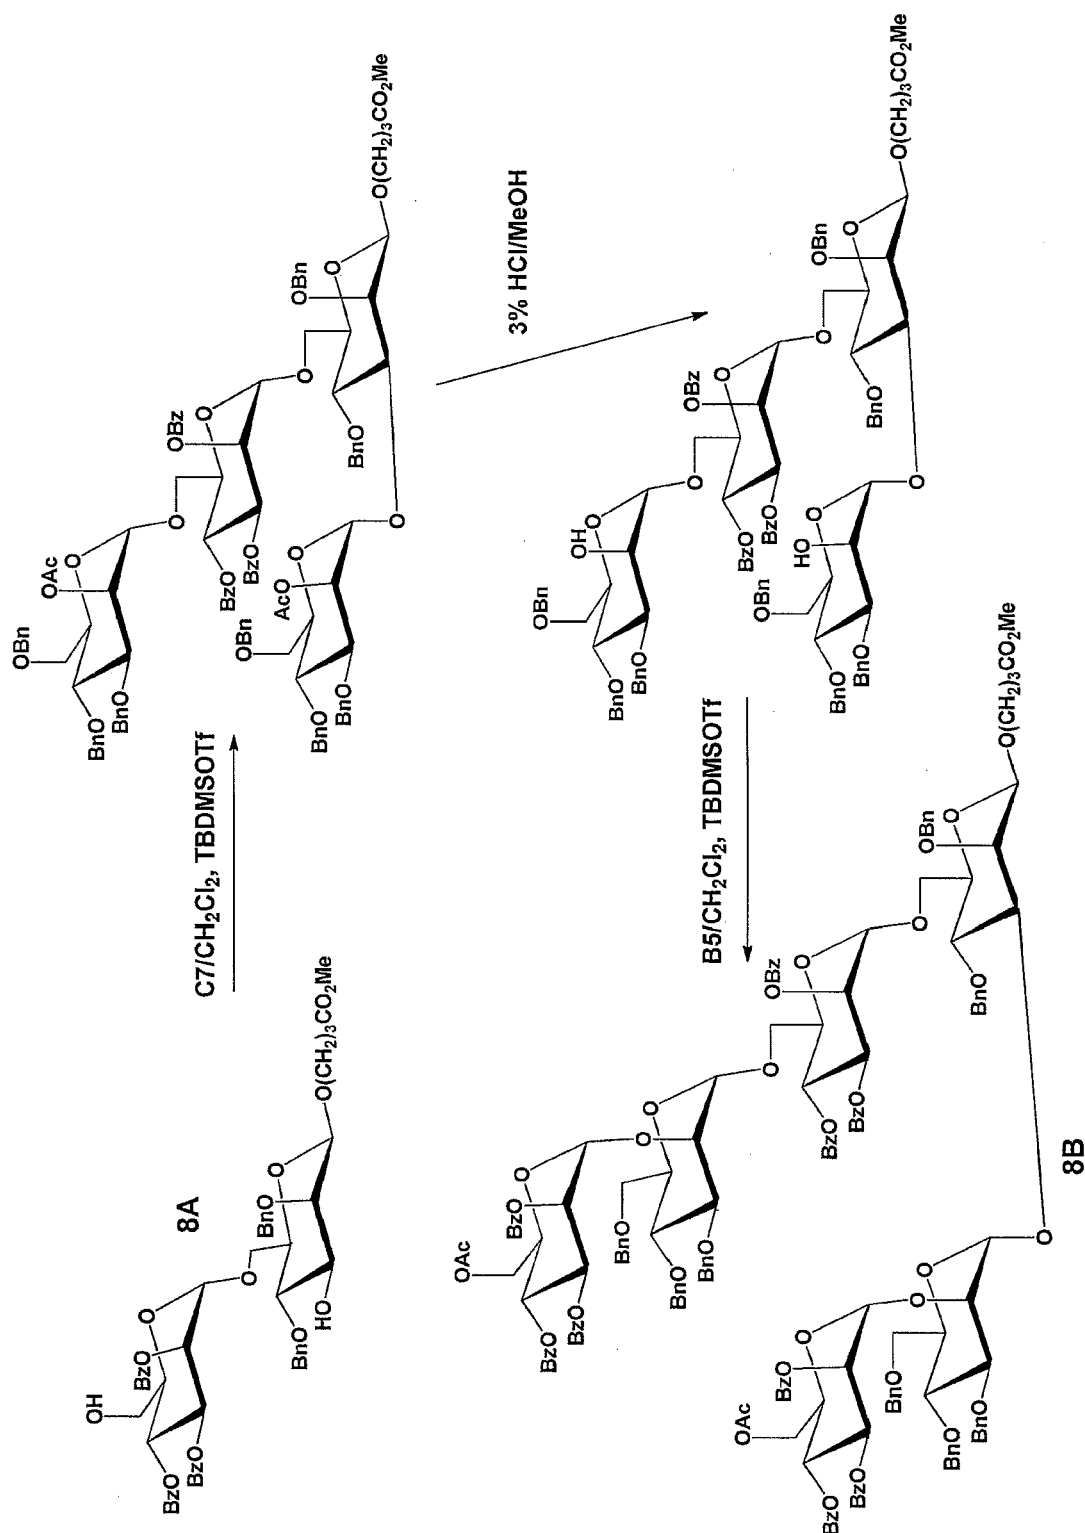 8A
OH
BzO
BzO
BzO
O
O
BnO
BnO
HO
O
O(CH2)3CO2Me
C7/CH2Cl2, TBDMSOTf
OBn
OAc
BnO
BnO
O
O
OBz
BzO
BzO
O
O
OBn
AcO
BnO
BnO
O
O
OBn
BnO
O
O(CH2)3CO2Me
3% HCl/MeOH
OBn
OH
BnO
BnO
O
O
OBz
BzO
BzO
O
O
OBn
HO
BnO
BnO
O
O
OBn
BnO
O
O(CH2)3CO2Me
B5/CH2Cl2, TBDMSOTf
OAc
BzO
BzO
BzO
O
O
BnO
BnO
BnO
O
O
OBz
BzO
BzO
O
O
OAc
BzO
BzO
BzO
O
O
BnO
BnO
BnO
O
O
OBn
BnO
O
O(CH2)3CO2Me
8B